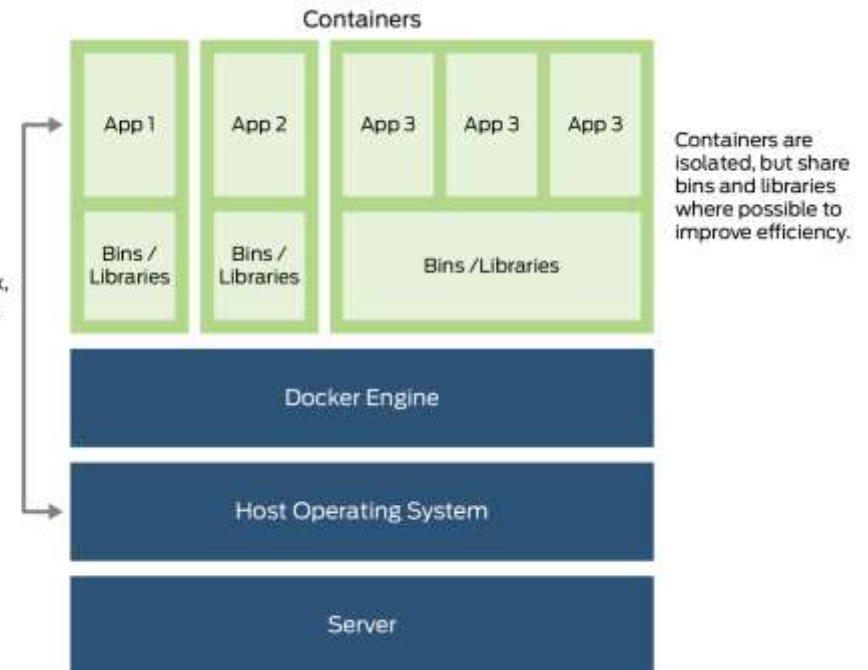 Containers
App 1
App 2
App 3
App 3
App 3
Containers are
isolated, but share
bins and libraries
where possible to
improve efficiency.
Bins /
Libraries
Bins /
Libraries
Bins /Libraries
Docker Engine
Host Operating System
Server